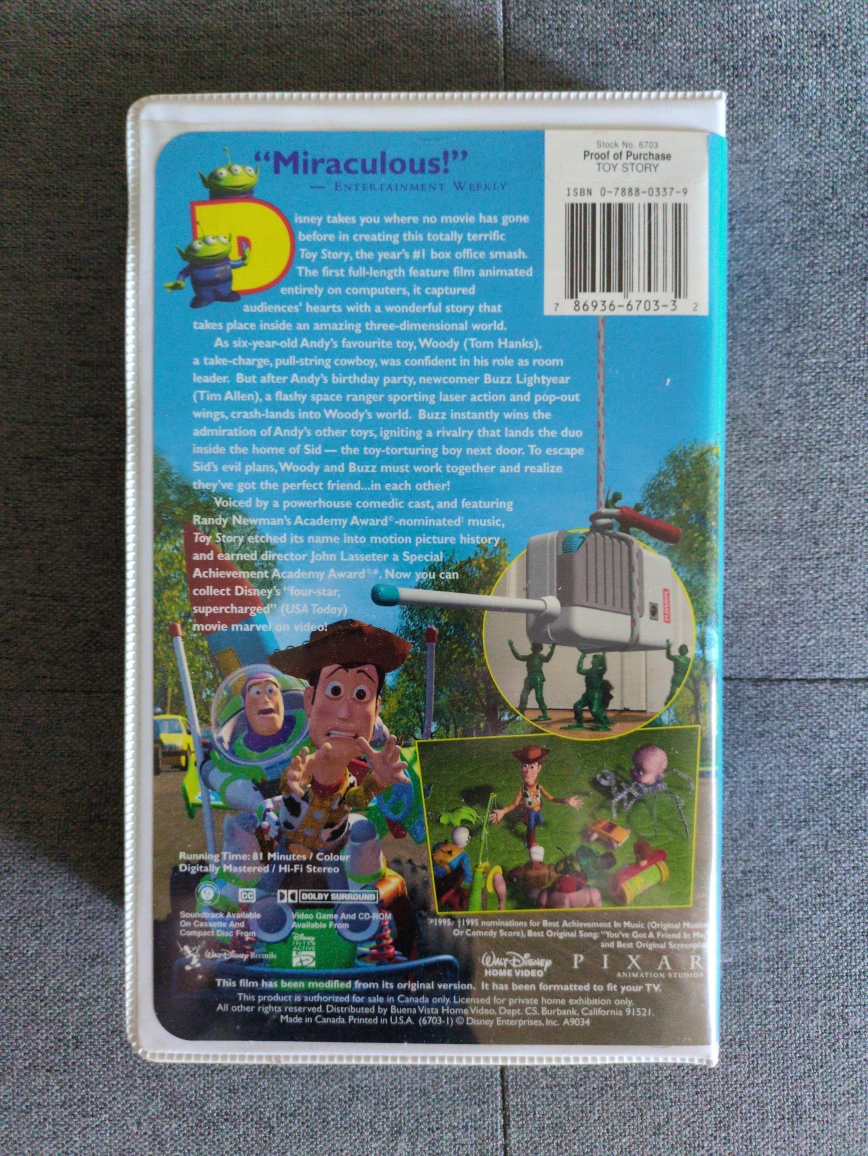 "Miraculous!"
— ENTERTAINMENT WEEKLY
Stock No. 6703
Proof of Purchase
TOY STORY
ISBN 0-7888-0337-9
7 86936-6703-3 2
Disney takes you where no movie has gone
before in creating this totally terrific
Toy Story, the year's #1 box office smash.
The first full-length feature film animated
entirely on computers, it captured
audiences' hearts with a wonderful story that
takes place inside an amazing three-dimensional world.
As six-year-old Andy's favourite toy, Woody (Tom Hanks),
a take-charge, pull-string cowboy, was confident in his role as room
leader. But after Andy's birthday party, newcomer Buzz Lightyear
(Tim Allen), a flashy space ranger sporting laser action and pop-out
wings, crash-lands into Woody's world. Buzz instantly wins the
admiration of Andy's other toys, igniting a rivalry that lands the duo
inside the home of Sid — the toy-torturing boy next door. To escape
Sid's evil plans, Woody and Buzz must work together and realize
they've got the perfect friend...in each other!
Voiced by a powerhouse comedic cast, and featuring
Randy Newman's Academy Award®-nominated† music,
Toy Story etched its name into motion picture history
and earned director John Lasseter a Special
Achievement Academy Award®*. Now you can
collect Disney's "four-star,
supercharged" (USA Today)
movie marvel on video!
Running Time: 81 Minutes / Colour
Digitally Mastered / Hi-Fi Stereo
CC
DOLBY SURROUND
Soundtrack Available
On Cassette And
Compact Disc From
Walt Disney Records
Video Game And CD-ROM
Available From
Disney
INTER
ACTIVE
*1995/†1995 nominations for Best Achievement In Music (Original Musical
Or Comedy Score), Best Original Song: "You've Got A Friend In Me"
and Best Original Screenplay
WALT DISNEY
HOME VIDEO
PIXAR
ANIMATION STUDIOS
This film has been modified from its original version. It has been formatted to fit your TV.
This product is authorized for sale in Canada only. Licensed for private home exhibition only.
All other rights reserved. Distributed by Buena Vista Home Video, Dept. CS, Burbank, California 91521.
Made in Canada. Printed in U.S.A. (6703-1) © Disney Enterprises, Inc. A9034